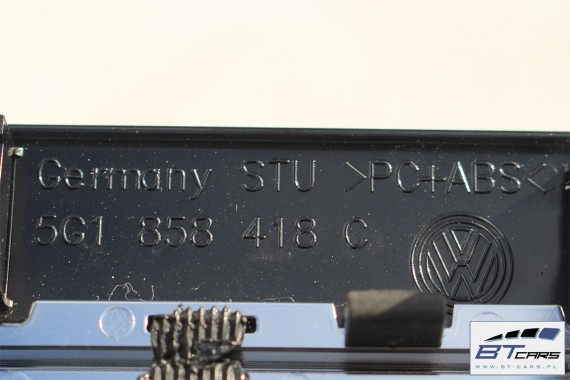 Germany STU >PC+ABS<
5G1 858 418 C
BTCARS
WWW.BT-CARS.PL